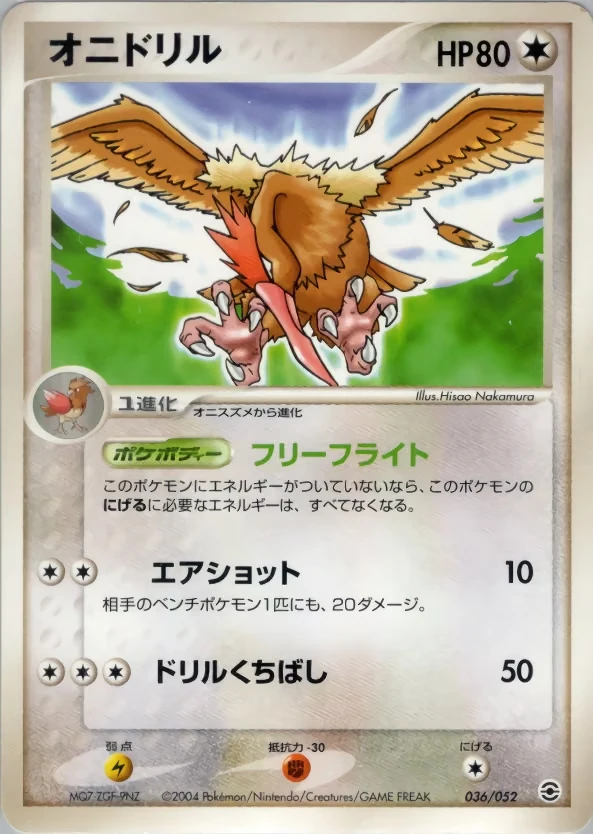 オニドリル
HP80
Illus.Hisao Nakamura
1進化
オニスズメから進化
ポケボディー フリーフライト
このポケモンにエネルギーがついていないなら、このポケモンの
にげるに必要なエネルギーは、すべてなくなる。
エアショット 10
相手のベンチポケモン1匹にも、20ダメージ。
ドリルくちばし 50
弱点 抵抗力-30 にげる
MQ7-ZGF-9NZ ©2004 Pokémon/Nintendo/Creatures/GAME FREAK 036/052